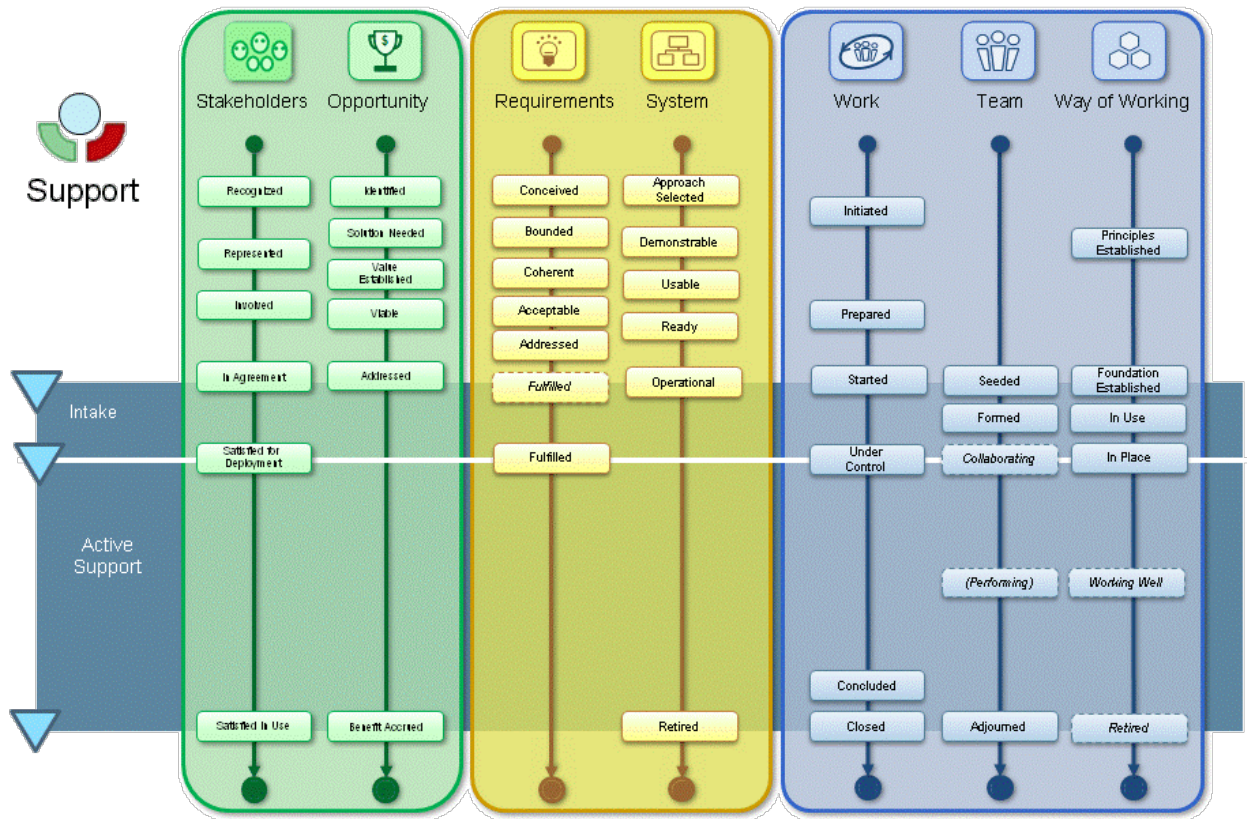 $
Stakeholders
Opportunity
Requirements
System
Work
Team
Way of Working
Support
Recognized
Represented
Involved
In Agreement
Satisfied for
Deployment
Satisfied In Use
Identified
Solution Needed
Value
Established
Viable
Addressed
Benefit Accrued
Conceived
Bounded
Coherent
Acceptable
Addressed
Fulfilled
Fulfilled
Approach
Selected
Demonstrable
Usable
Ready
Operational
Retired
Initiated
Prepared
Started
Under
Control
Concluded
Closed
Seeded
Formed
Collaborating
(Performing)
Adjourned
Principles
Established
Foundation
Established
In Use
In Place
Working Well
Retired
Intake
Active
Support